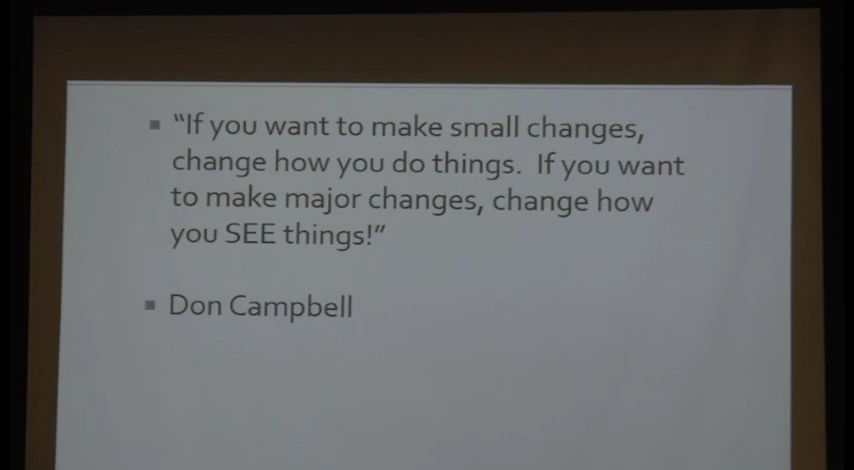 ▪ “If you want to make small changes,
change how you do things.  If you want
to make major changes, change how
you SEE things!”
▪ Don Campbell